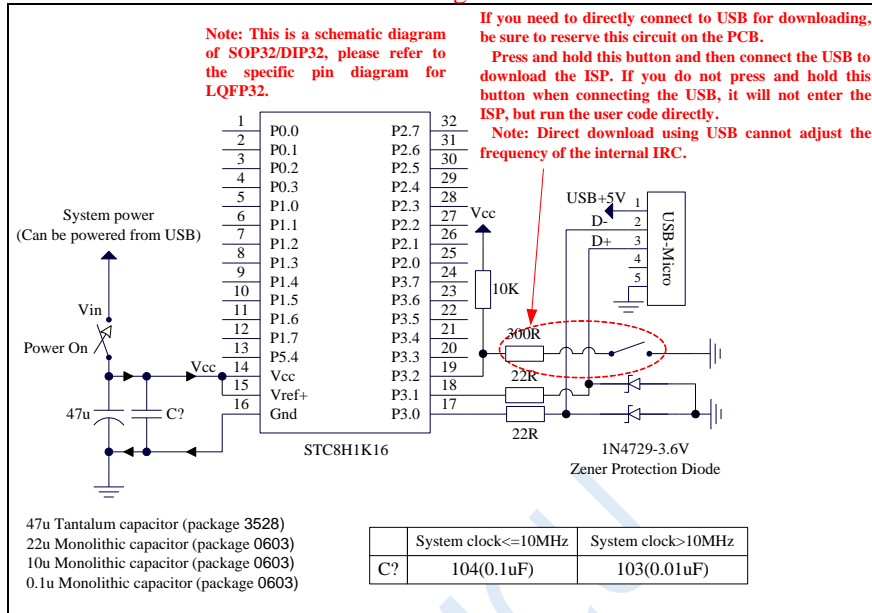 Note: This is a schematic diagram
of SOP32/DIP32, please refer to
the specific pin diagram for
LQFP32.
If you need to directly connect to USB for downloading,
be sure to reserve this circuit on the PCB.
Press and hold this button and then connect the USB to
download the ISP. If you do not press and hold this
button when connecting the USB, it will not enter the
ISP, but run the user code directly.
Note: Direct download using USB cannot adjust the
frequency of the internal IRC.
1 P0.0 P2.7 32
2 P0.1 P2.6 31
3 P0.2 P2.5 30
4 P0.3 P2.4 29
5 P1.0 P2.3 28
6 P1.1 P2.2 27
7 P1.2 P2.1 26
8 P1.3 P2.0 25
9 P1.4 P3.7 24
10 P1.5 P3.6 23
11 P1.6 P3.5 22
12 P1.7 P3.4 21
13 P5.4 P3.3 20
14 Vcc P3.2 19
15 Vref+ P3.1 18
16 Gnd P3.0 17
STC8H1K16
System power
(Can be powered from USB)
Vin
Power On
Vcc
47u
C?
Vcc
10K
300R
22R
22R
USB+5V 1
D- 2
D+ 3
4
5
USB-Micro
1N4729-3.6V
Zener Protection Diode
47u Tantalum capacitor (package 3528)
22u Monolithic capacitor (package 0603)
10u Monolithic capacitor (package 0603)
0.1u Monolithic capacitor (package 0603)
System clock<=10MHz System clock>10MHz
C? 104(0.1uF) 103(0.01uF)